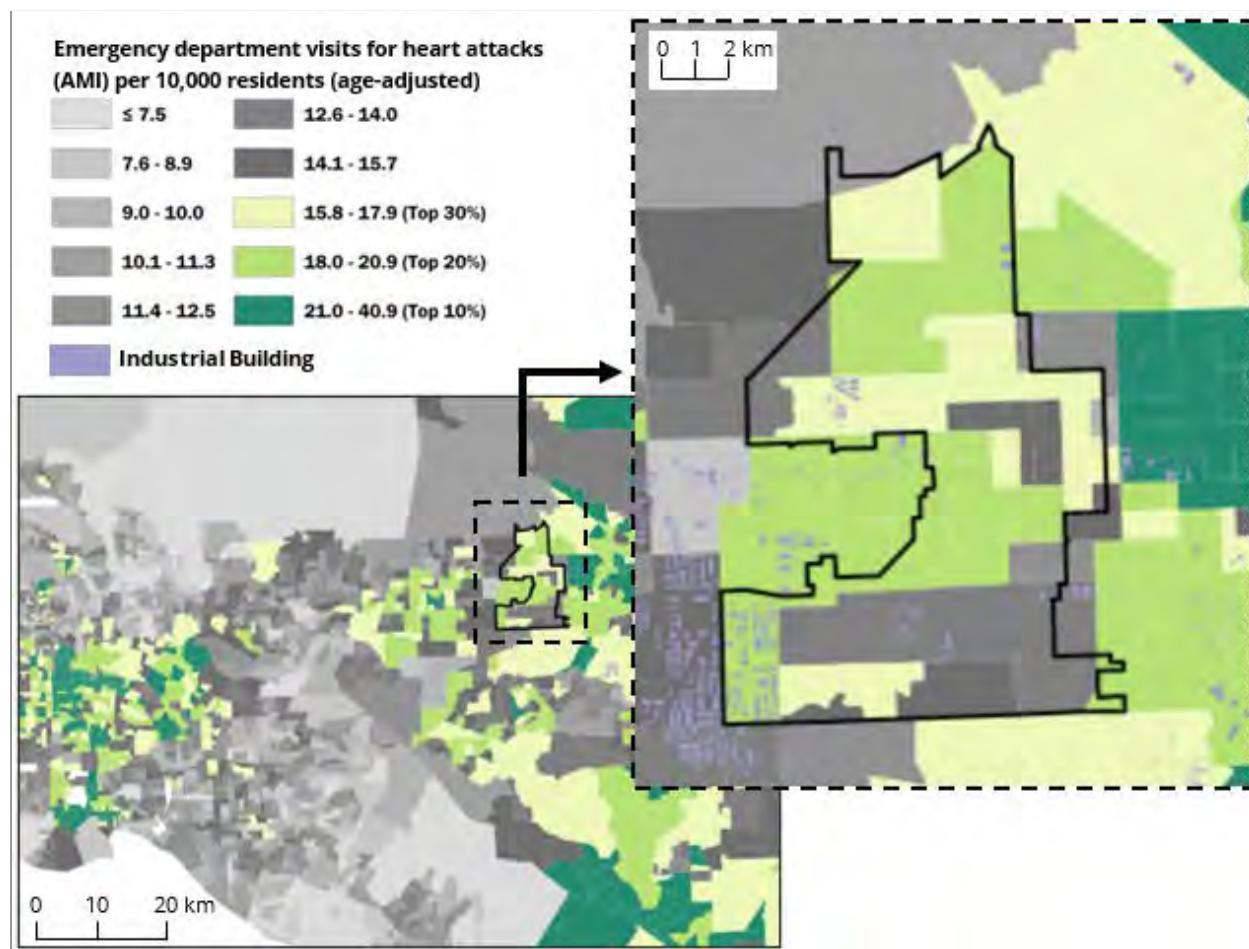 Emergency department visits for heart attacks
(AMI) per 10,000 residents (age-adjusted)
≤ 7.5
12.6 - 14.0
7.6 - 8.9
14.1 - 15.7
9.0 - 10.0
15.8 - 17.9 (Top 30%)
10.1 - 11.3
18.0 - 20.9 (Top 20%)
11.4 - 12.5
21.0 - 40.9 (Top 10%)
Industrial Building
0 1 2 km
0 10 20 km